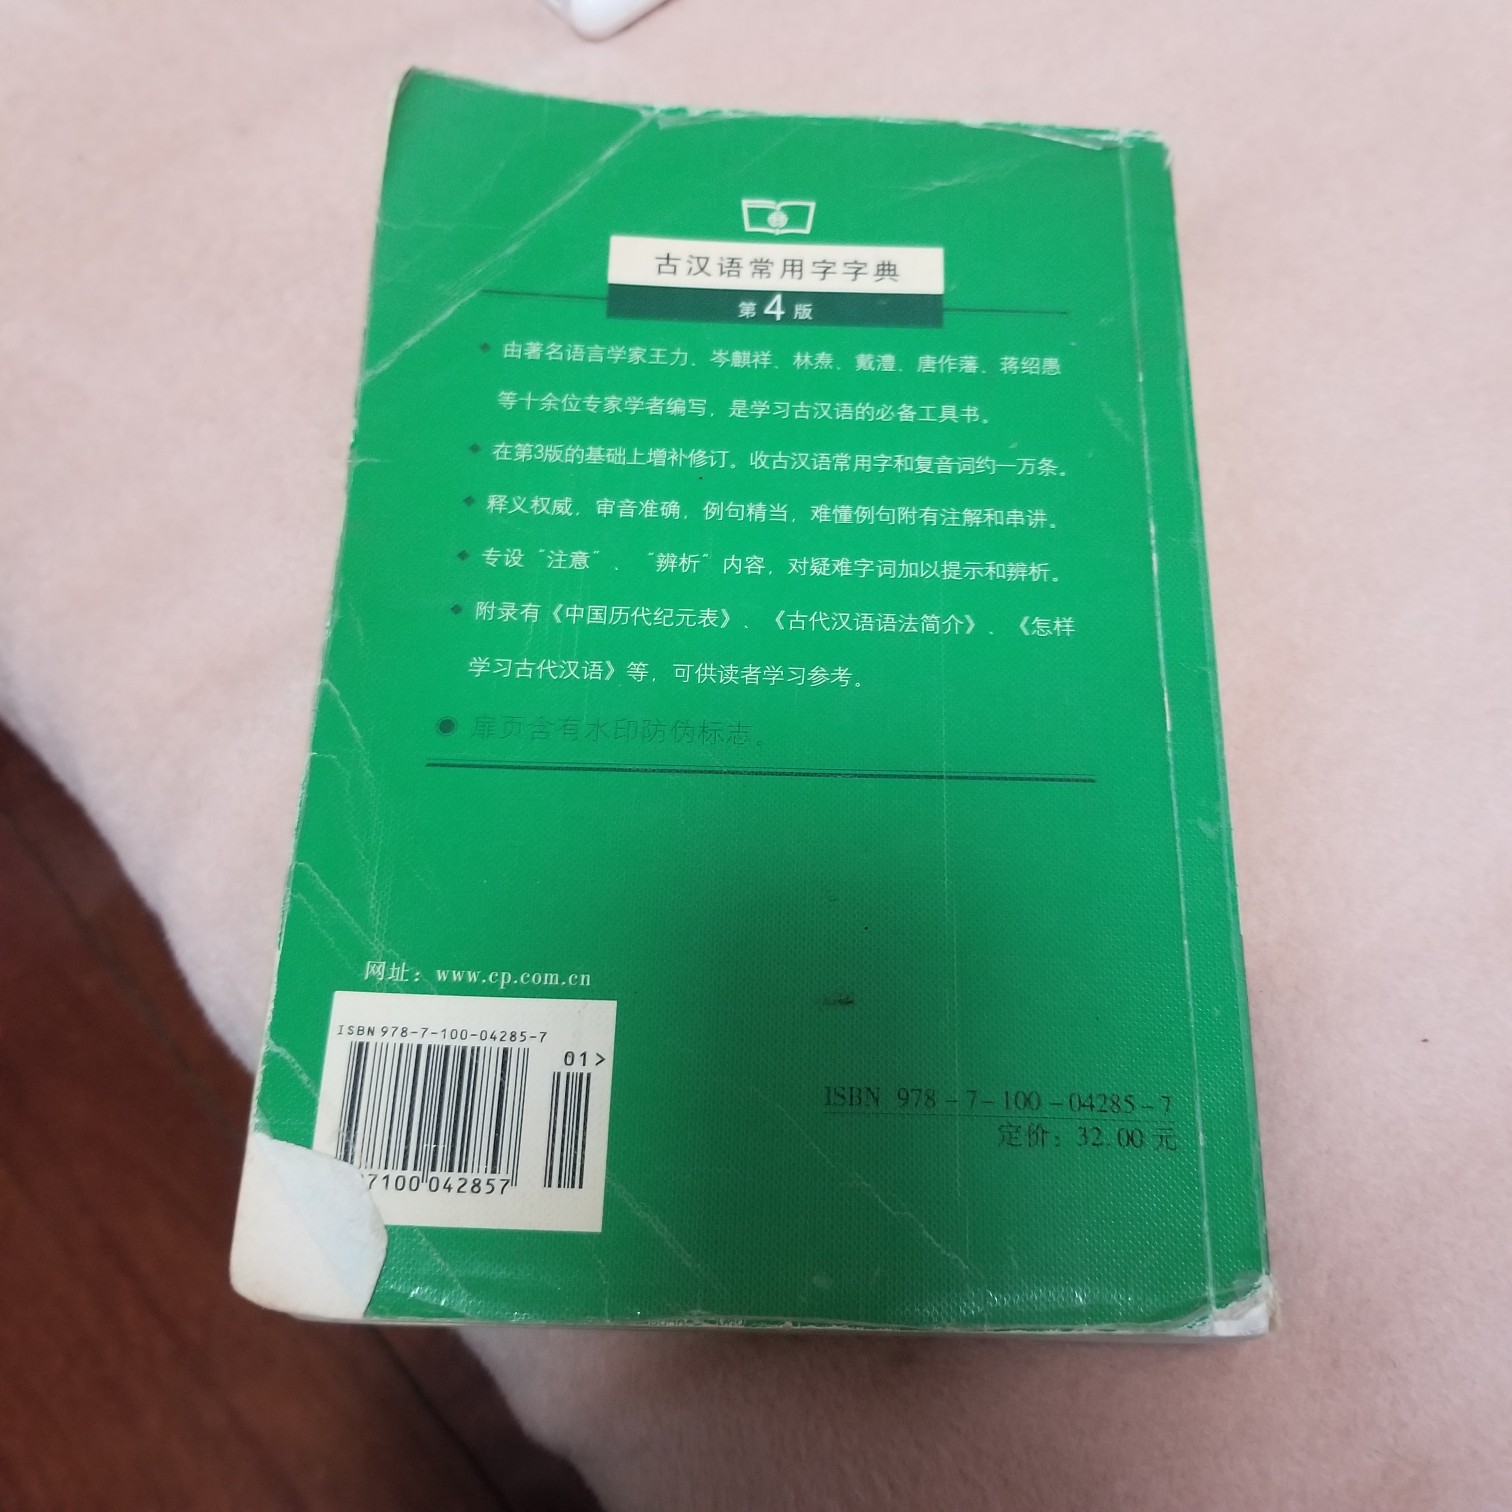 古汉语常用字字典
第4版
由著名语言学家王力、岑麒祥、林焘、戴澧、唐作藩、蒋绍愚
等十余位专家学者编写，是学习古汉语的必备工具书。
在第3版的基础上增补修订。收古汉语常用字和复音词约一万条。
释义权威，审音准确，例句精当，难懂例句附有注解和串讲。
专设“注意”、“辨析”内容，对疑难字词加以提示和辨析。
附录有《中国历代纪元表》、《古代汉语语法简介》、《怎样
学习古代汉语》等，可供读者学习参考。
扉页含有水印防伪标志。
网址：www.cp.com.cn
ISBN 978-7-100-04285-7
01>
7100 042857
ISBN 978-7-100-04285-7
定价：32.00 元